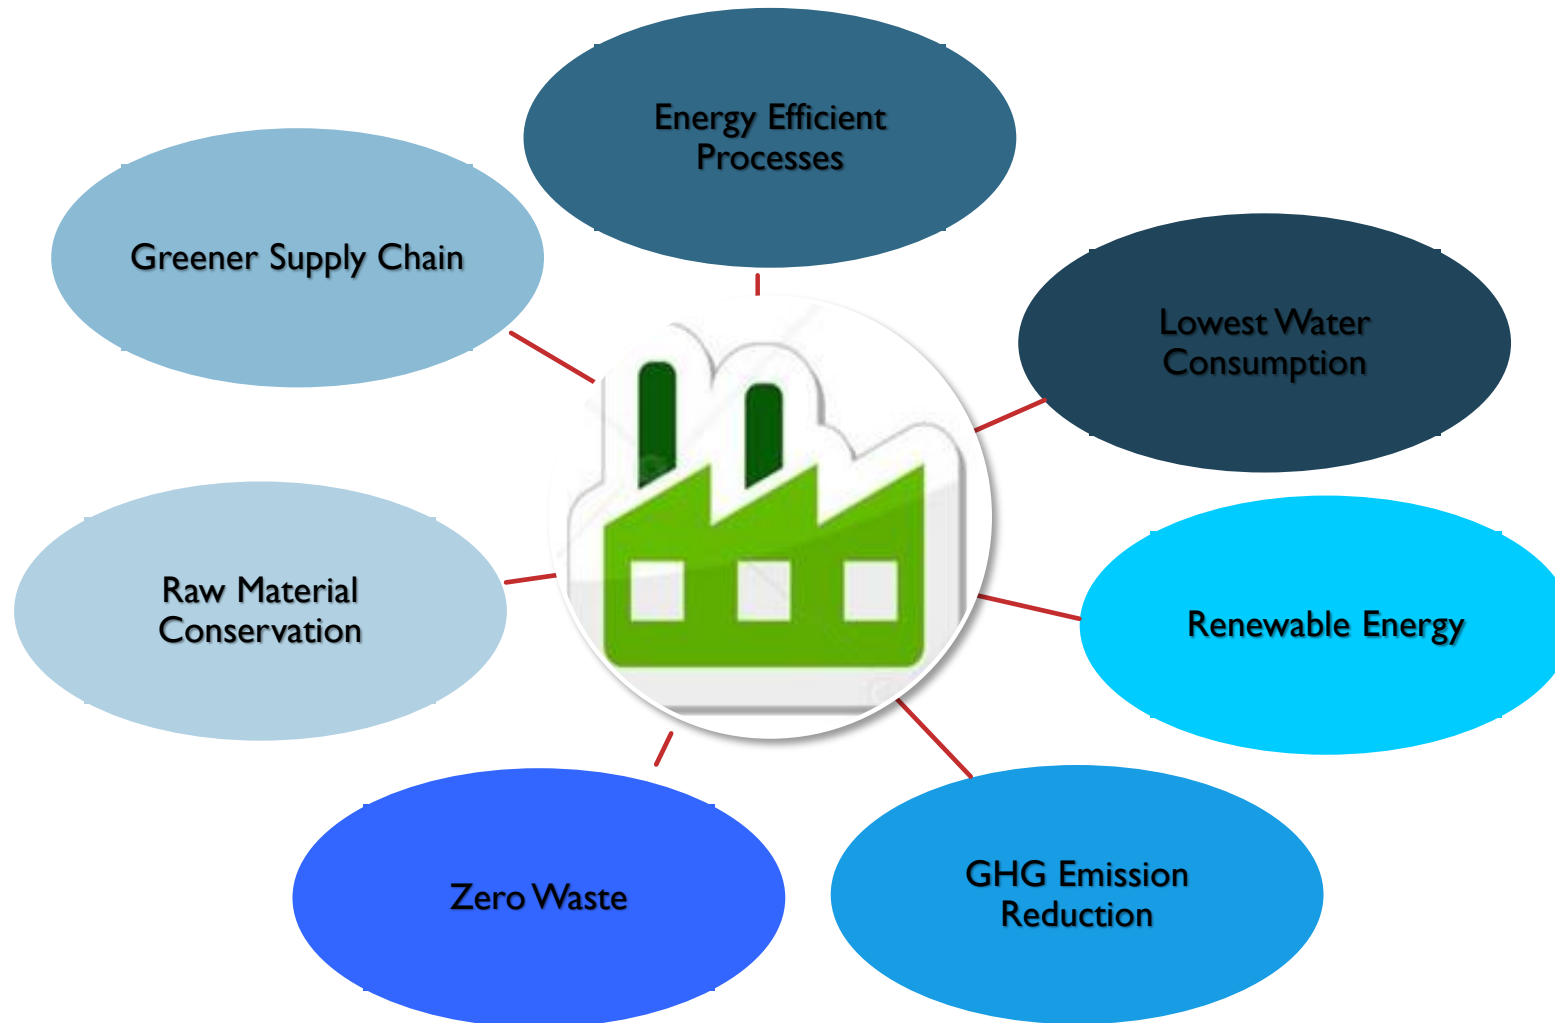 Energy Efficient
Processes
Greener Supply Chain
Lowest Water
Consumption
Raw Material
Conservation
Renewable Energy
Zero Waste
GHG Emission
Reduction